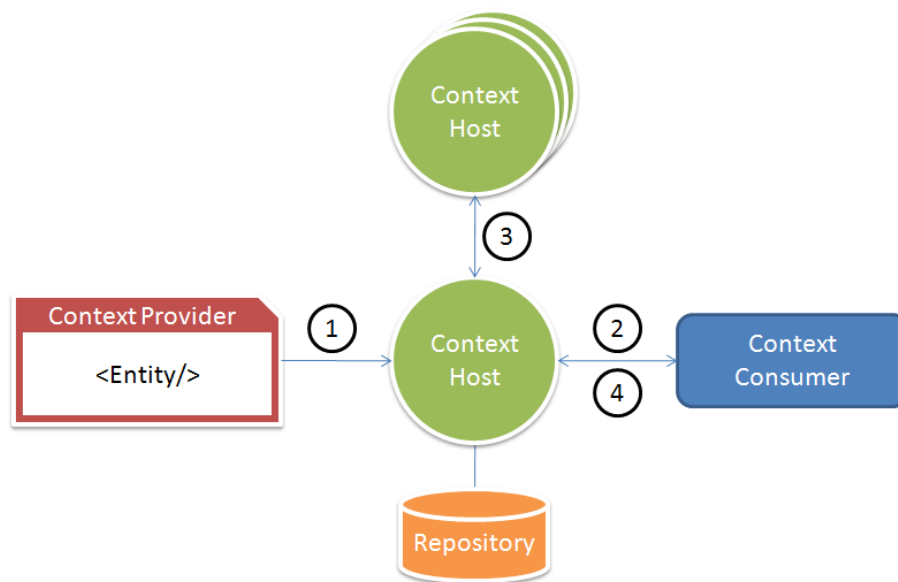 Context
Host
3
Context Provider
<Entity/>
1
Context
Host
2
4
Context
Consumer
Repository